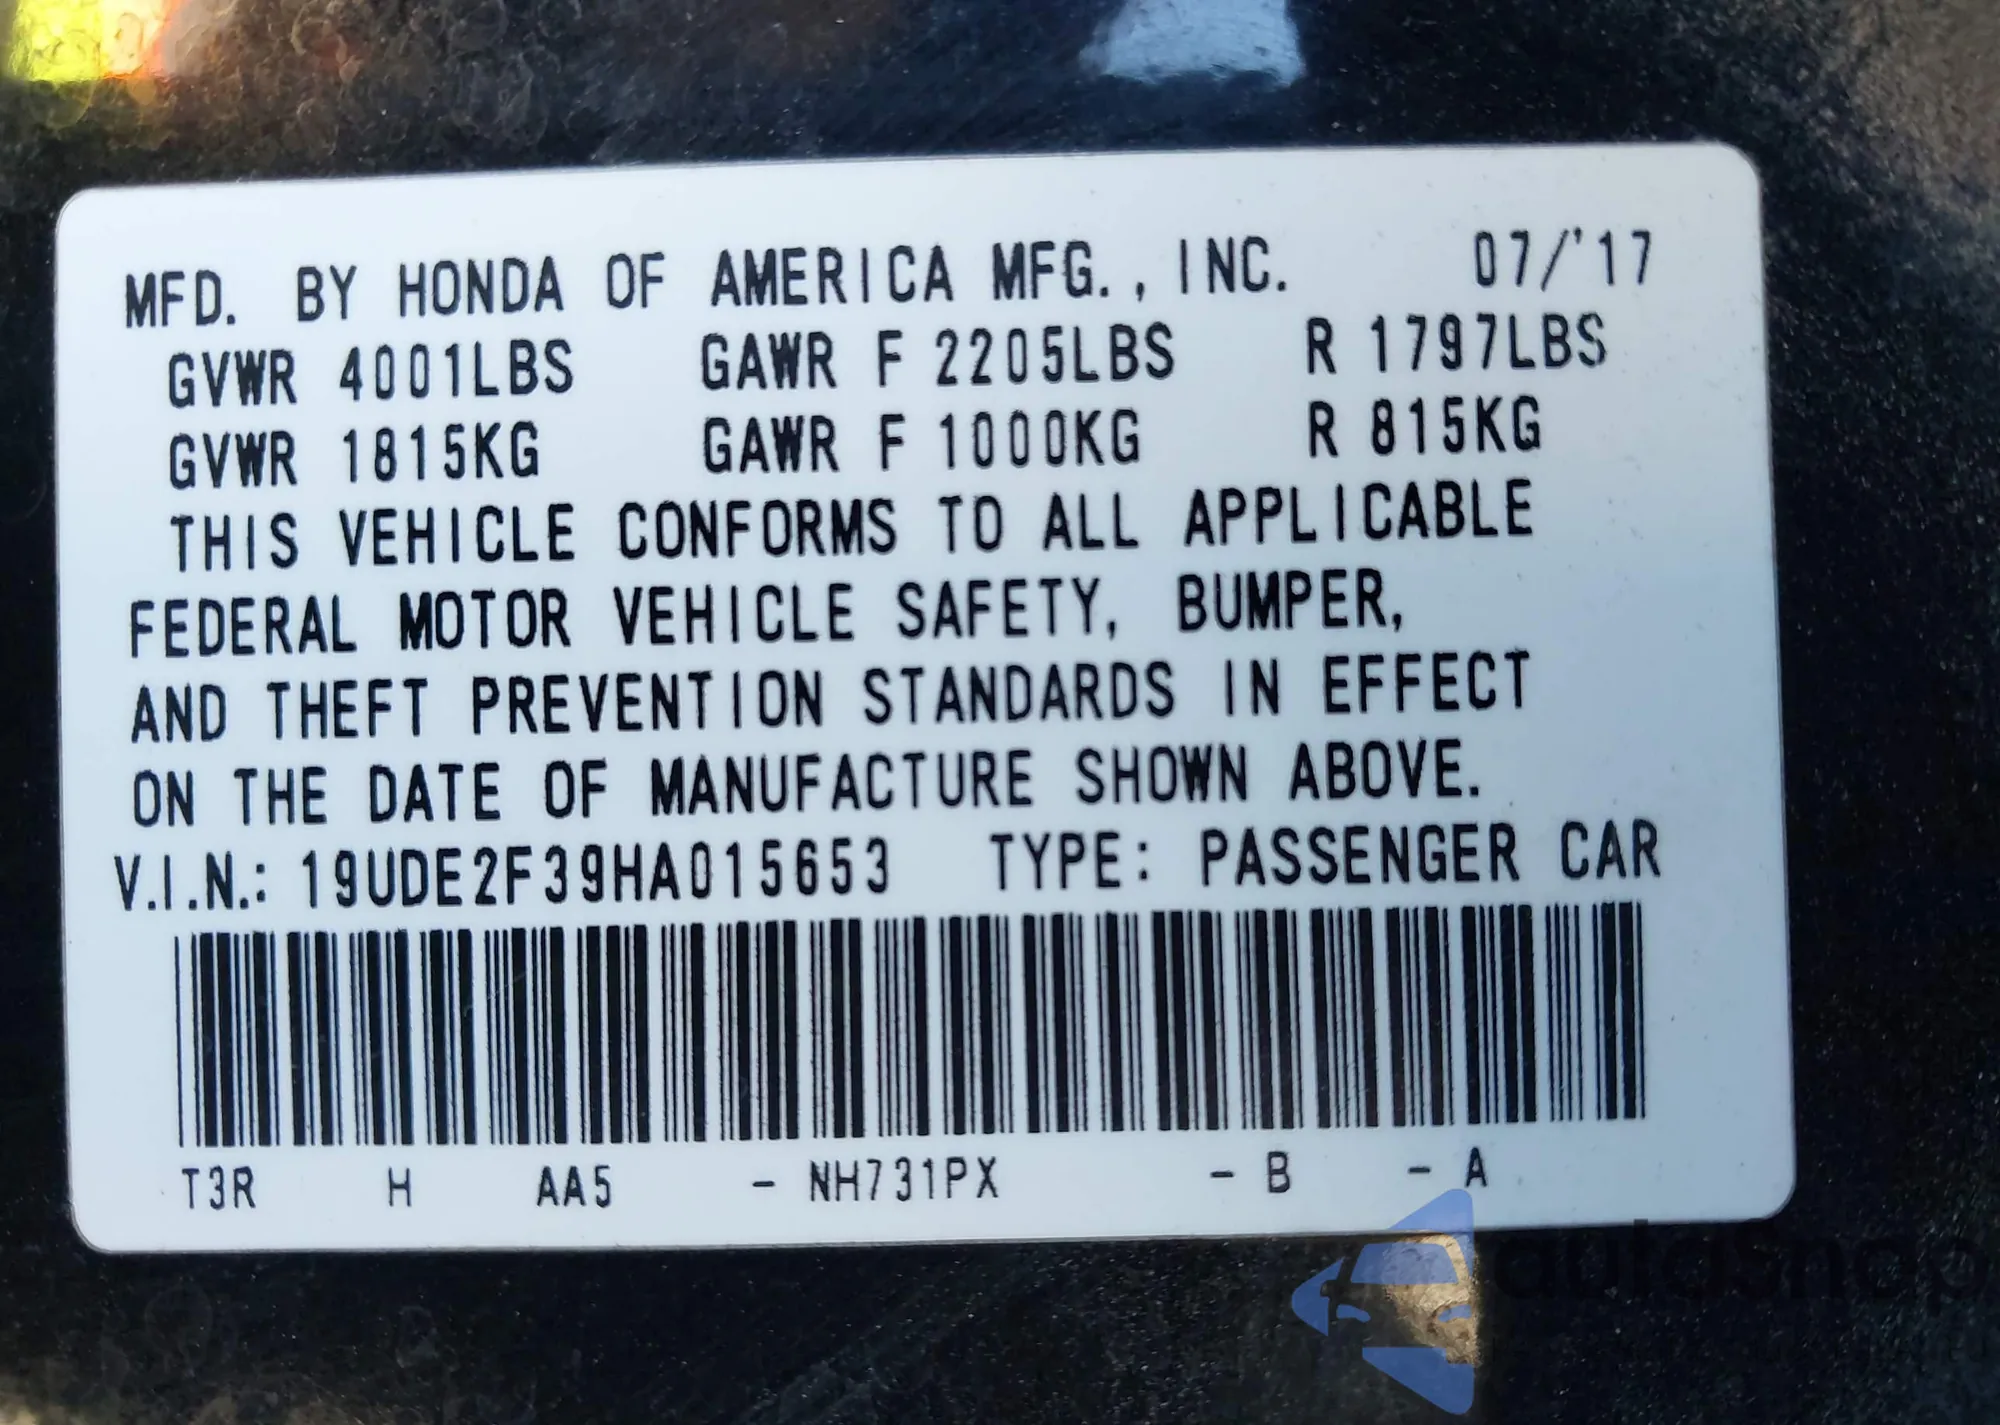 MFD. BY HONDA OF AMERICA MFG., INC. 07/'17
GVWR 4001LBS GAWR F 2205LBS R 1797LBS
GVWR 1815KG GAWR F 1000KG R 815KG
THIS VEHICLE CONFORMS TO ALL APPLICABLE
FEDERAL MOTOR VEHICLE SAFETY, BUMPER,
AND THEFT PREVENTION STANDARDS IN EFFECT
ON THE DATE OF MANUFACTURE SHOWN ABOVE.
V.I.N.: 19UDE2F39HA015653 TYPE: PASSENGER CAR
T3R H AA5 - NH731PX - B - A